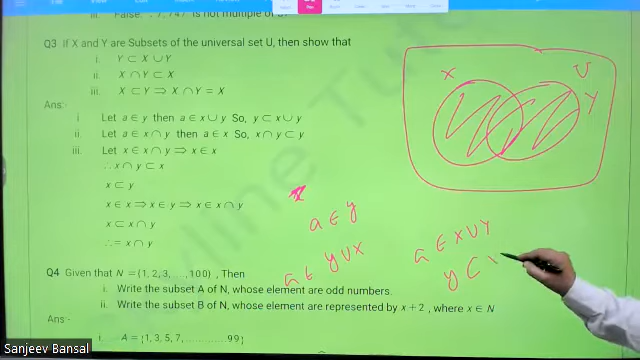 iii. False ∴ 7,747 is not multiple of
Q3 If X and Y are Subsets of the universal set U, then show that
i. Y ⊂ X ∪ Y
ii. X ∩ Y ⊂ X
iii. X ⊂ Y ⇒ X ∩ Y = X
Ans:-
i Let a ∈ y then a ∈ x ∪ y So, y ⊂ x ∪ y
ii. Let a ∈ x ∩ y then a ∈ x So, x ∩ y ⊂ y
iii. Let x ∈ x ∩ y ⇒ x ∈ x
∴ x ∩ y ⊂ x
x ⊂ y
x ∈ x ⇒ x ∈ y ⇒ x ∈ x ∩ y
x ⊂ x ∩ y
∴ = x ∩ y
X
U
Y
a ∈ y
a ∈ y ∪ X
a ∈ X ∪ Y
y ⊂
Q4 Given that N = (1, 2, 3, ...., 100) , Then
i. Write the subset A of N, whose element are odd numbers
ii. Write the subset B of N, whose element are represented by x + 2 , where x ∈ N
Ans:-
i. A = {1, 3, 5, 7, ............ 99}
Sanjeev Bansal